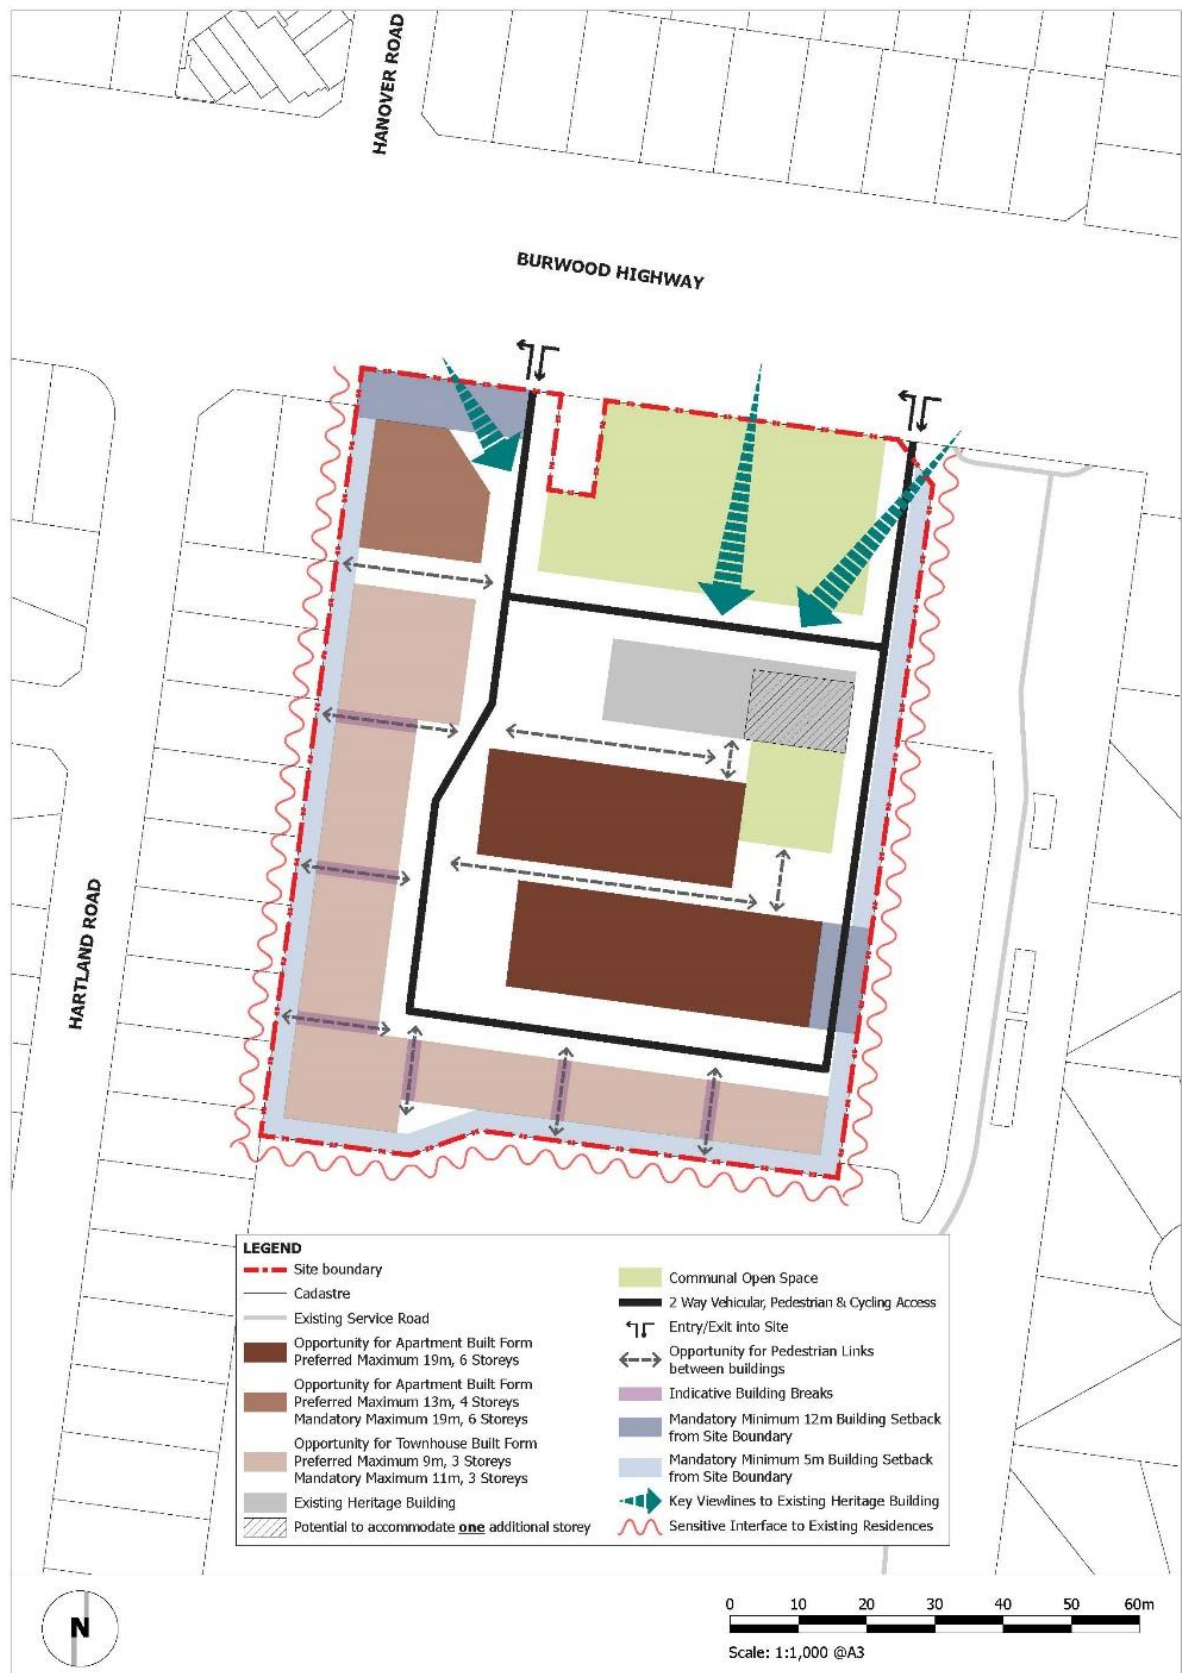 HANOVER ROAD
BURWOOD HIGHWAY
HARTLAND ROAD
LEGEND
Site boundary
Cadastre
Existing Service Road
Opportunity for Apartment Built Form
Preferred Maximum 19m, 6 Storeys
Opportunity for Apartment Built Form
Preferred Maximum 13m, 4 Storeys
Mandatory Maximum 19m, 6 Storeys
Opportunity for Townhouse Built Form
Preferred Maximum 9m, 3 Storeys
Mandatory Maximum 11m, 3 Storeys
Existing Heritage Building
Potential to accommodate one additional storey
Communal Open Space
2 Way Vehicular, Pedestrian & Cycling Access
Entry/Exit into Site
Opportunity for Pedestrian Links
between buildings
Indicative Building Breaks
Mandatory Minimum 12m Building Setback
from Site Boundary
Mandatory Minimum 5m Building Setback
from Site Boundary
Key Viewlines to Existing Heritage Building
Sensitive Interface to Existing Residences
N
0 10 20 30 40 50 60m
Scale: 1:1,000 @A3